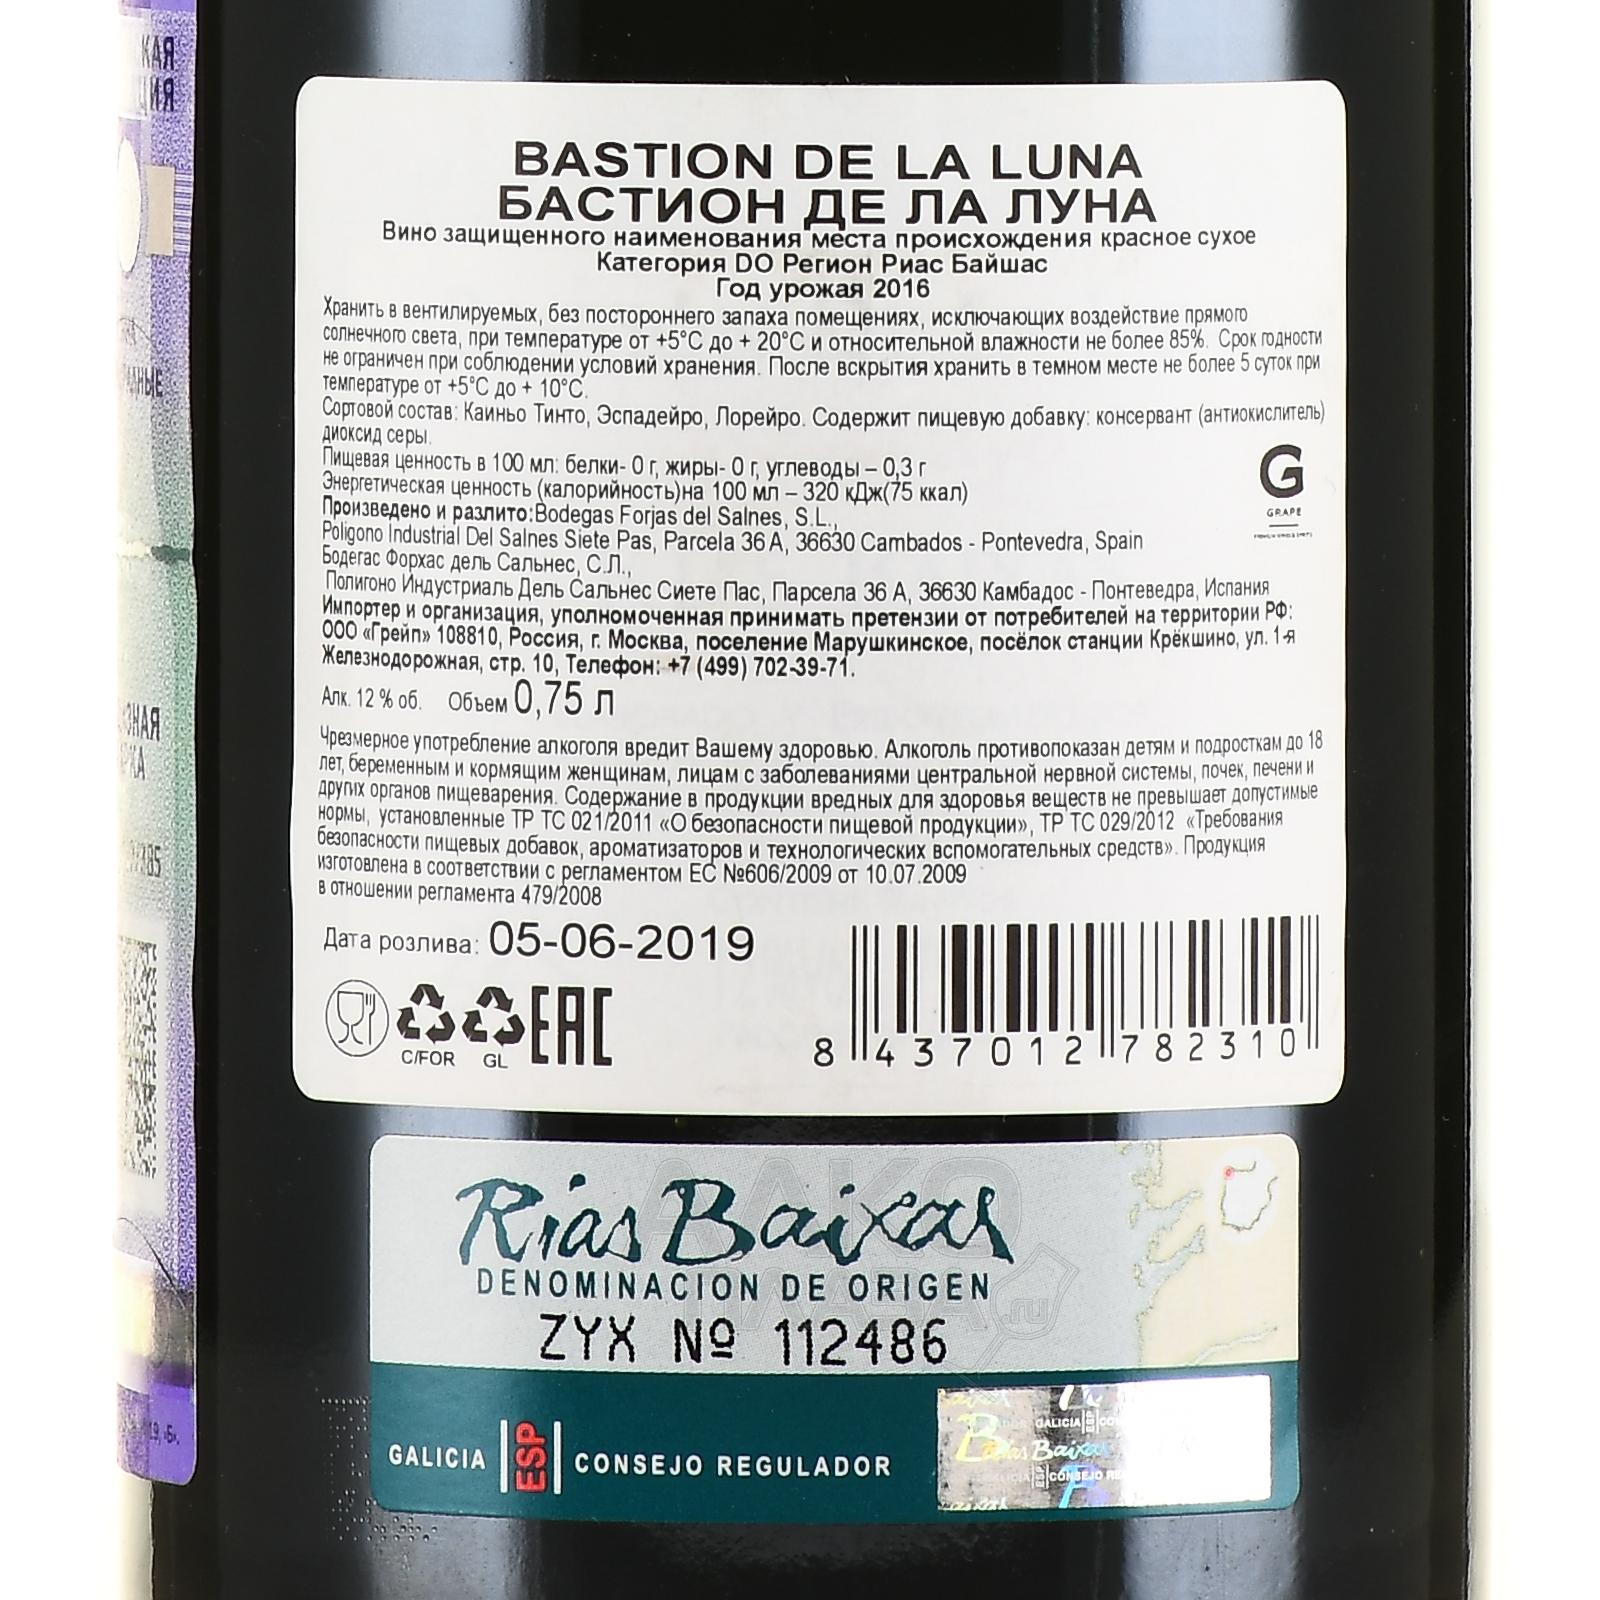 BASTION DE LA LUNA
БАСТИОН ДЕ ЛА ЛУНА
Вино защищенного наименования места происхождения красное сухое
Категория DO Регион Риас Байшас
Год урожая 2016
Хранить в вентилируемых, без постороннего запаха помещениях, исключающих воздействие прямого
солнечного света, при температуре от +5°С до + 20°С и относительной влажности не более 85%. Срок годности
не ограничен при соблюдении условий хранения. После вскрытия хранить в темном месте не более 5 суток при
температуре от +5°С до + 10°С.
Сортовой состав: Каиньо Тинто, Эспадейро, Лорейро. Содержит пищевую добавку: консервант (антиокислитель)
диоксид серы.
Пищевая ценность в 100 мл: белки- 0 г, жиры- 0 г, углеводы – 0,3 г
Энергетическая ценность (калорийность)на 100 мл – 320 кДж(75 ккал)
Произведено и разлито:Bodegas Forjas del Salnes, S.L.,
Poligono Industrial Del Salnes Siete Pas, Parcela 36 A, 36630 Cambados - Pontevedra, Spain
Бодегас Форхас дель Сальнес, С.Л.,
Полигоно Индустриаль Дель Сальнес Сиете Пас, Парсела 36 А, 36630 Камбадос - Понтеведра, Испания
Импортер и организация, уполномоченная принимать претензии от потребителей на территории РФ:
ООО «Грейп» 108810, Россия, г. Москва, поселение Марушкинское, посёлок станции Крёкшино, ул. 1-я
Железнодорожная, стр. 10, Телефон: +7 (499) 702-39-71.
Алк. 12 % об. Объем 0,75 л
Чрезмерное употребление алкоголя вредит Вашему здоровью. Алкоголь противопоказан детям и подросткам до 18
лет, беременным и кормящим женщинам, лицам с заболеваниями центральной нервной системы, почек, печени и
других органов пищеварения. Содержание в продукции вредных для здоровья веществ не превышает допустимые
нормы, установленные ТР ТС 021/2011 «О безопасности пищевой продукции», ТР ТС 029/2012 «Требования
безопасности пищевых добавок, ароматизаторов и технологических вспомогательных средств». Продукция
изготовлена в соответствии с регламентом ЕС №606/2009 от 10.07.2009
в отношении регламента 479/2008
G
GRAPE
Дата розлива: 05-06-2019
C/FOR GL EAC
8 437012 782310
Rias Baixas
DENOMINACION DE ORIGEN
ZYX Nº 112486
GALICIA ESP CONSEJO REGULADOR
АЛКО
ПЛАЗА.ru